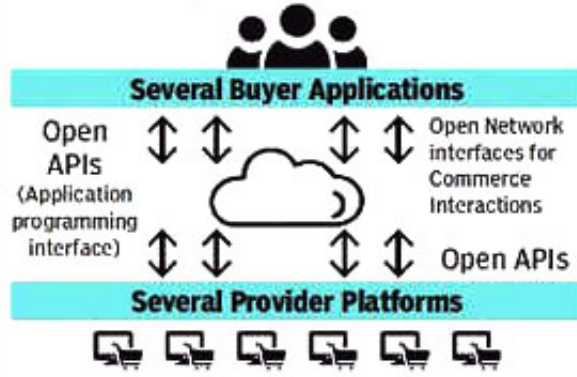 Several Buyer Applications
Open
APIs
(Application
programming
interface)
Open Network
interfaces for
Commerce
Interactions
Open APIs
Several Provider Platforms